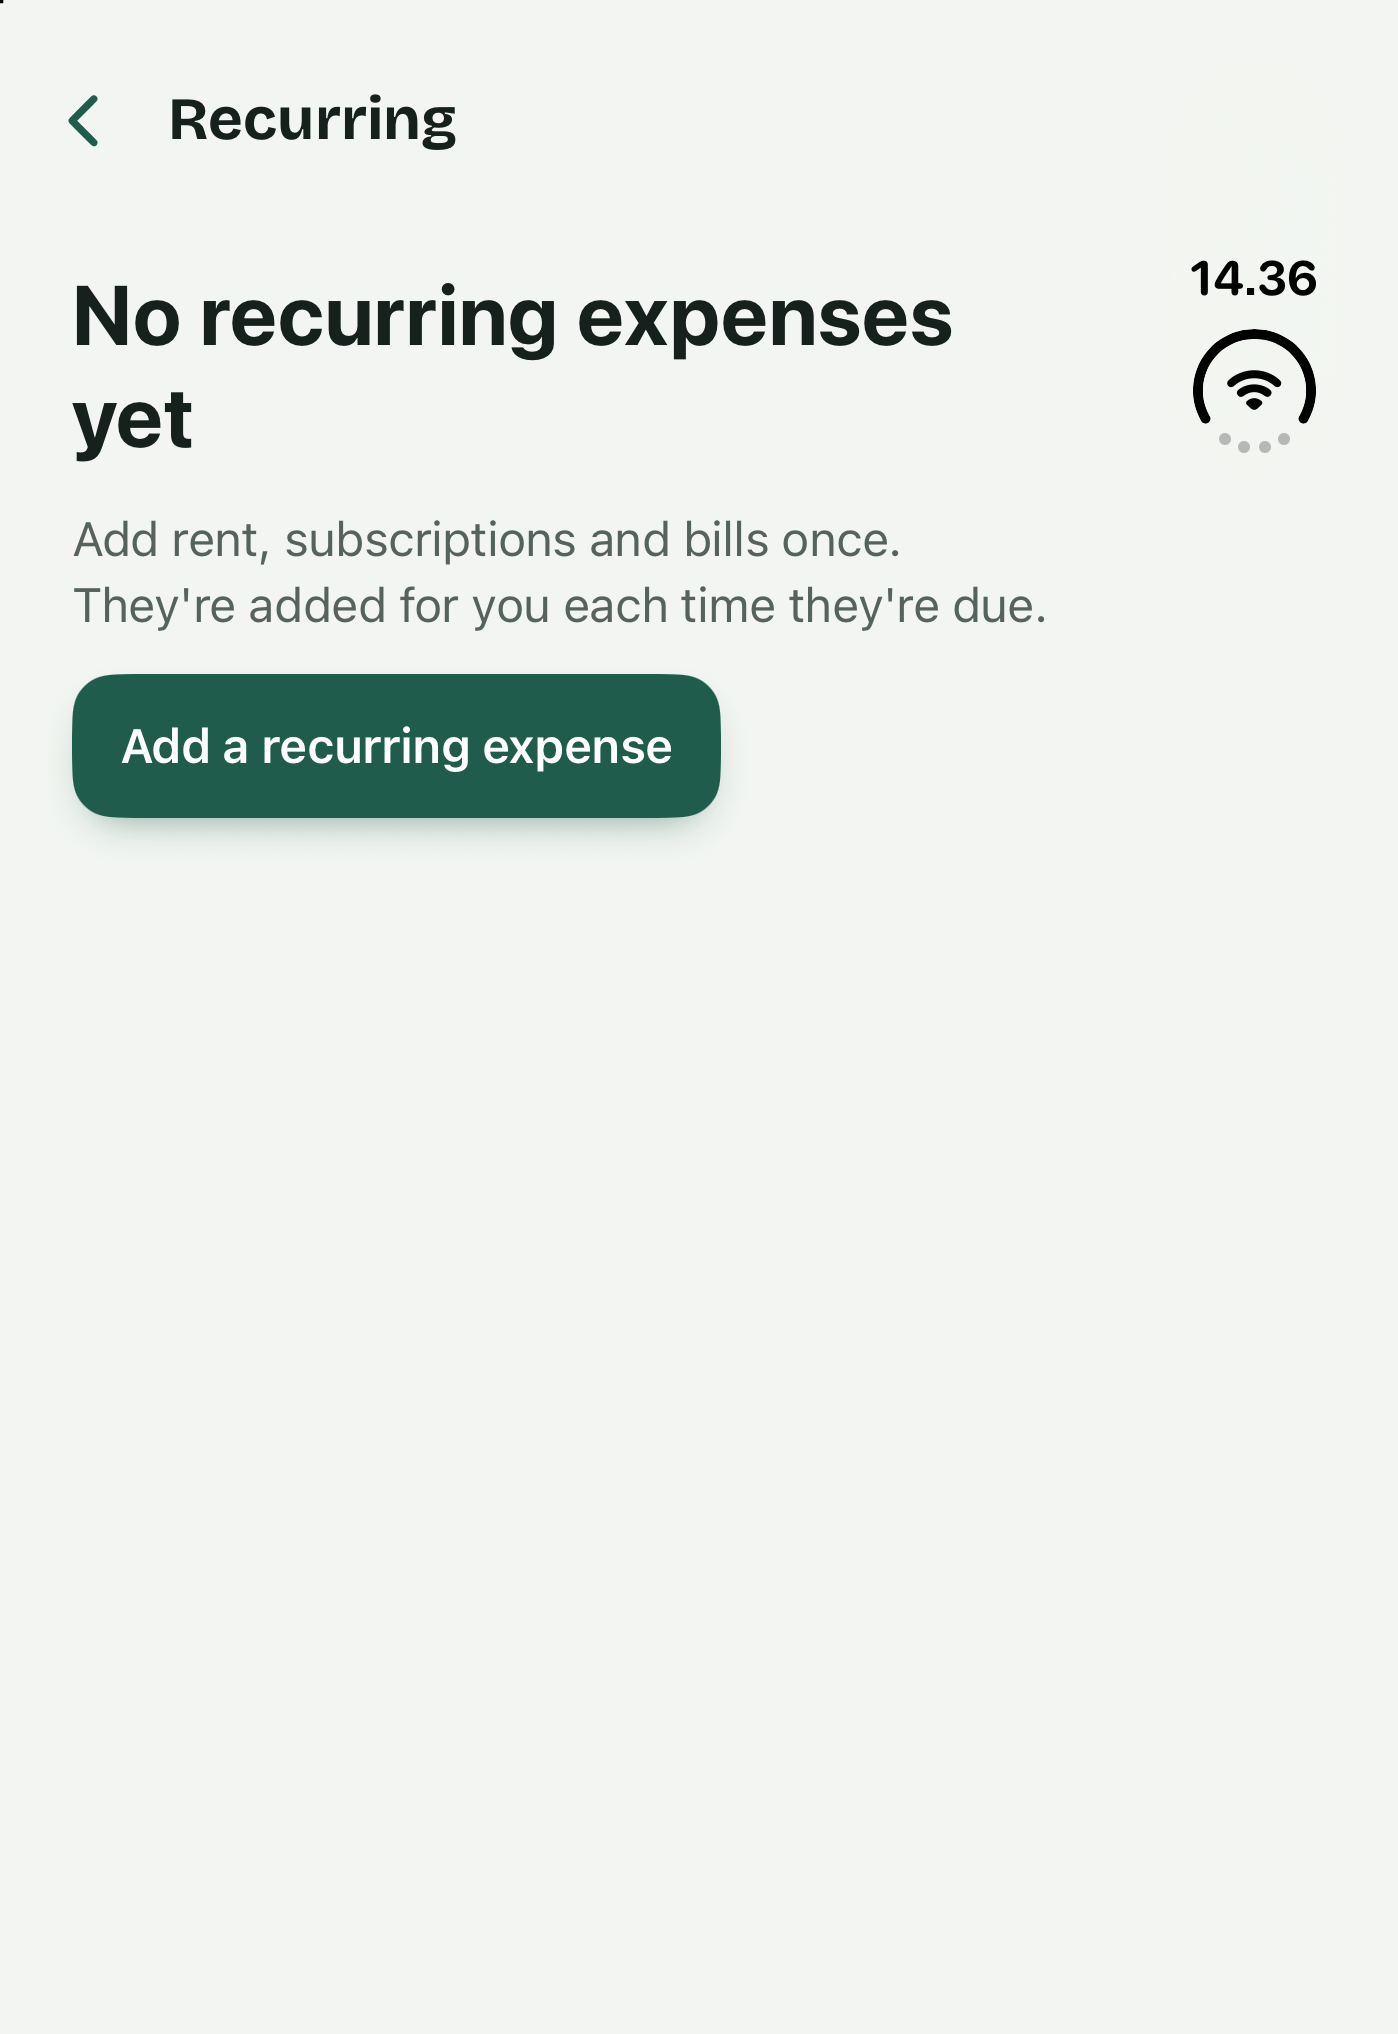 Recurring
14.36
No recurring expenses
yet
Add rent, subscriptions and bills once.
They're added for you each time they're due.
Add a recurring expense